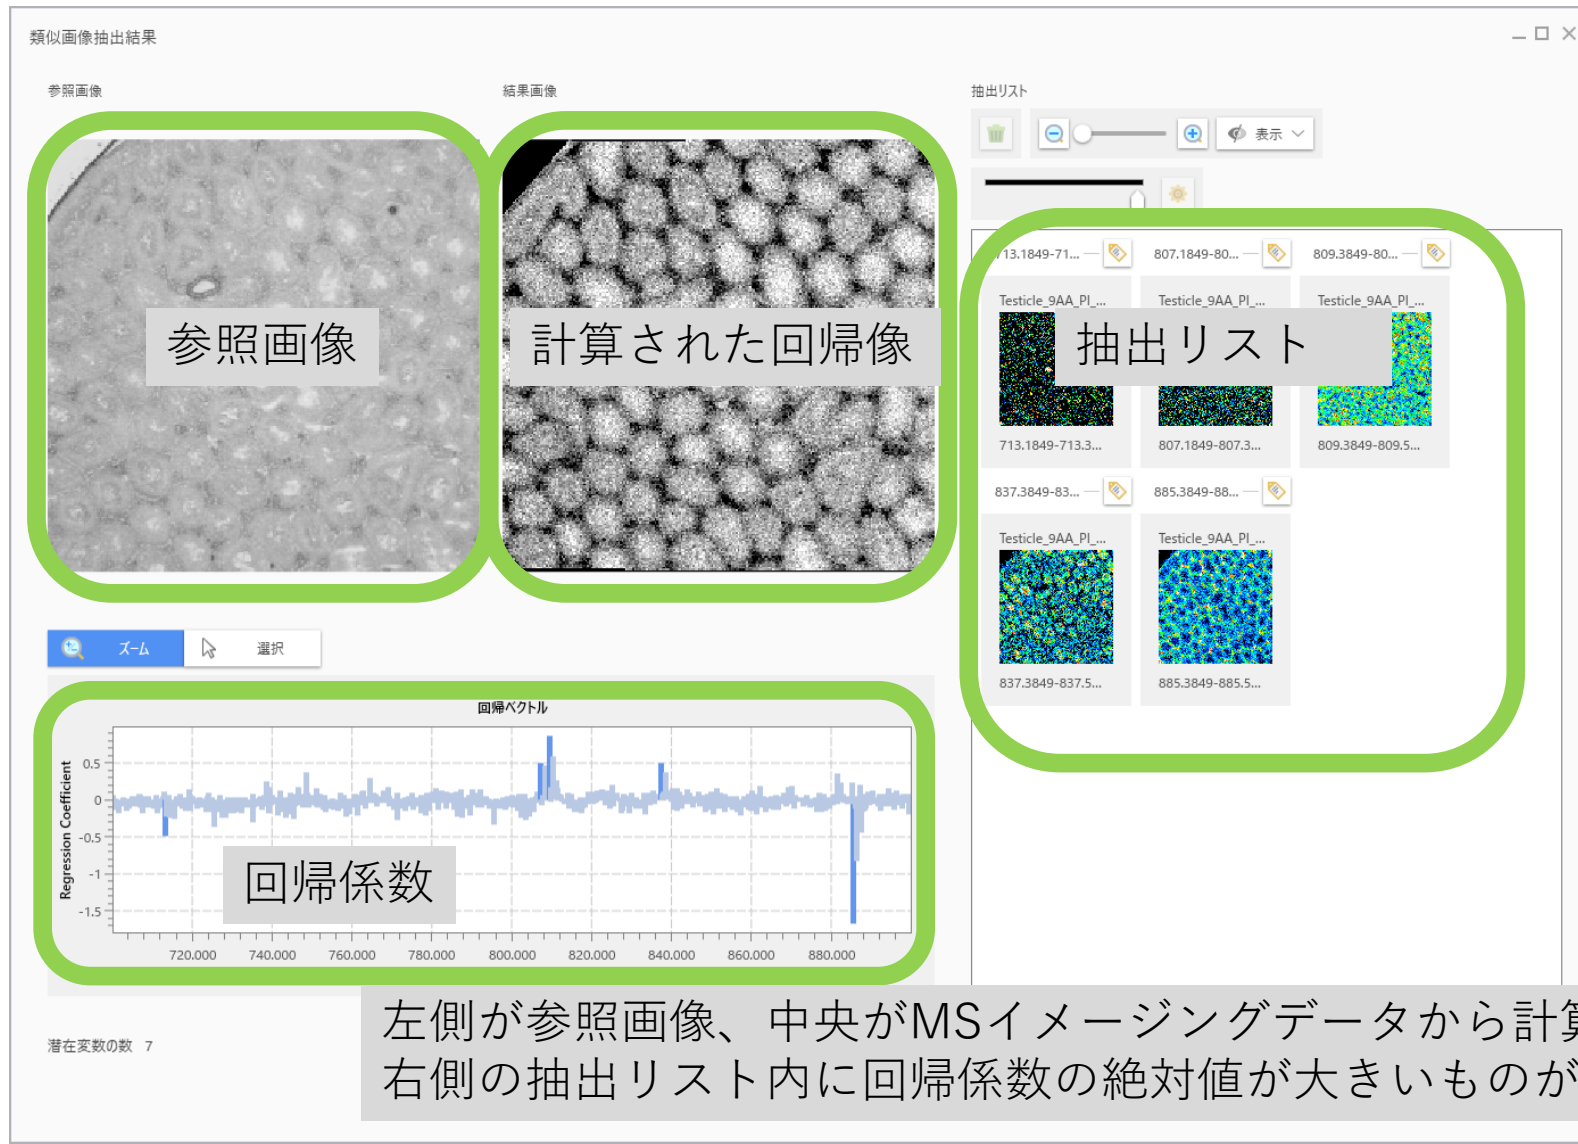 類似画像抽出結果
参照画像
結果画像
抽出リスト
表示
参照画像
計算された回帰像
抽出リスト
713.1849-71...
807.1849-80...
809.3849-80...
Testicle_9AA_PI_...
Testicle_9AA_PI_...
Testicle_9AA_PI_...
713.1849-713.3...
807.1849-807.3...
809.3849-809.5...
837.3849-83...
885.3849-88...
Testicle_9AA_PI_...
Testicle_9AA_PI_...
837.3849-837.5...
885.3849-885.5...
ズーム
選択
回帰ベクトル
Regression Coefficient
0.5
0
-0.5
-1
-1.5
720.000 740.000 760.000 780.000 800.000 820.000 840.000 860.000 880.000
回帰係数
潜在変数の数 7
左側が参照画像、中央がMSイメージングデータから計算
右側の抽出リスト内に回帰係数の絶対値が大きいものが